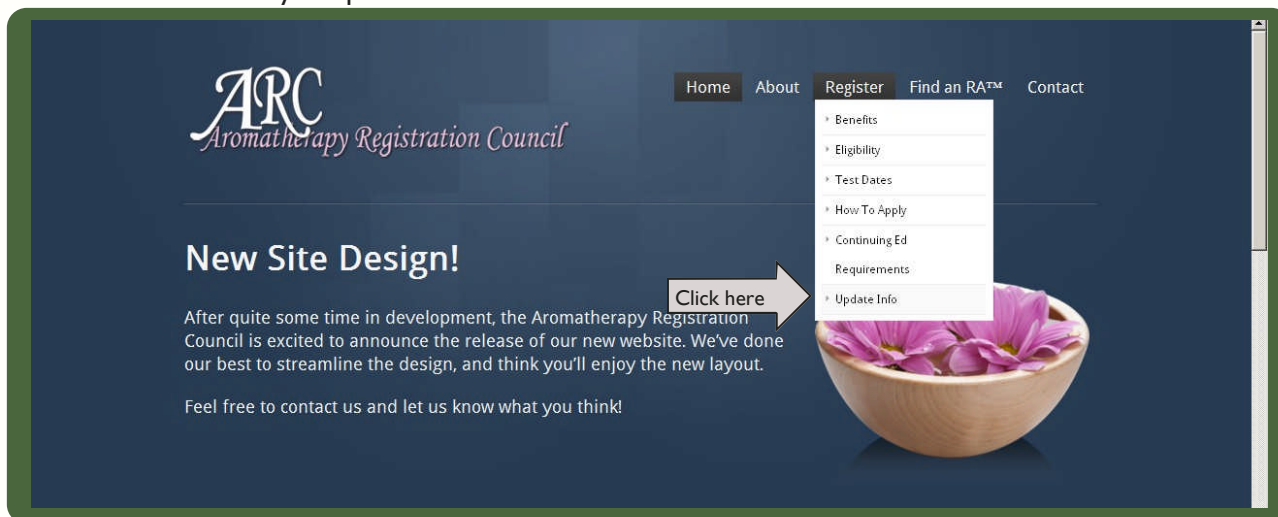 ARC
Aromatherapy Registration Council
Home About Register Find an RA™ Contact
Benefits
Eligibility
Test Dates
How To Apply
Continuing Ed
Requirements
Update Info
Click here
New Site Design!
After quite some time in development, the Aromatherapy Registration
Council is excited to announce the release of our new website. We've done
our best to streamline the design, and think you'll enjoy the new layout.
Feel free to contact us and let us know what you think!